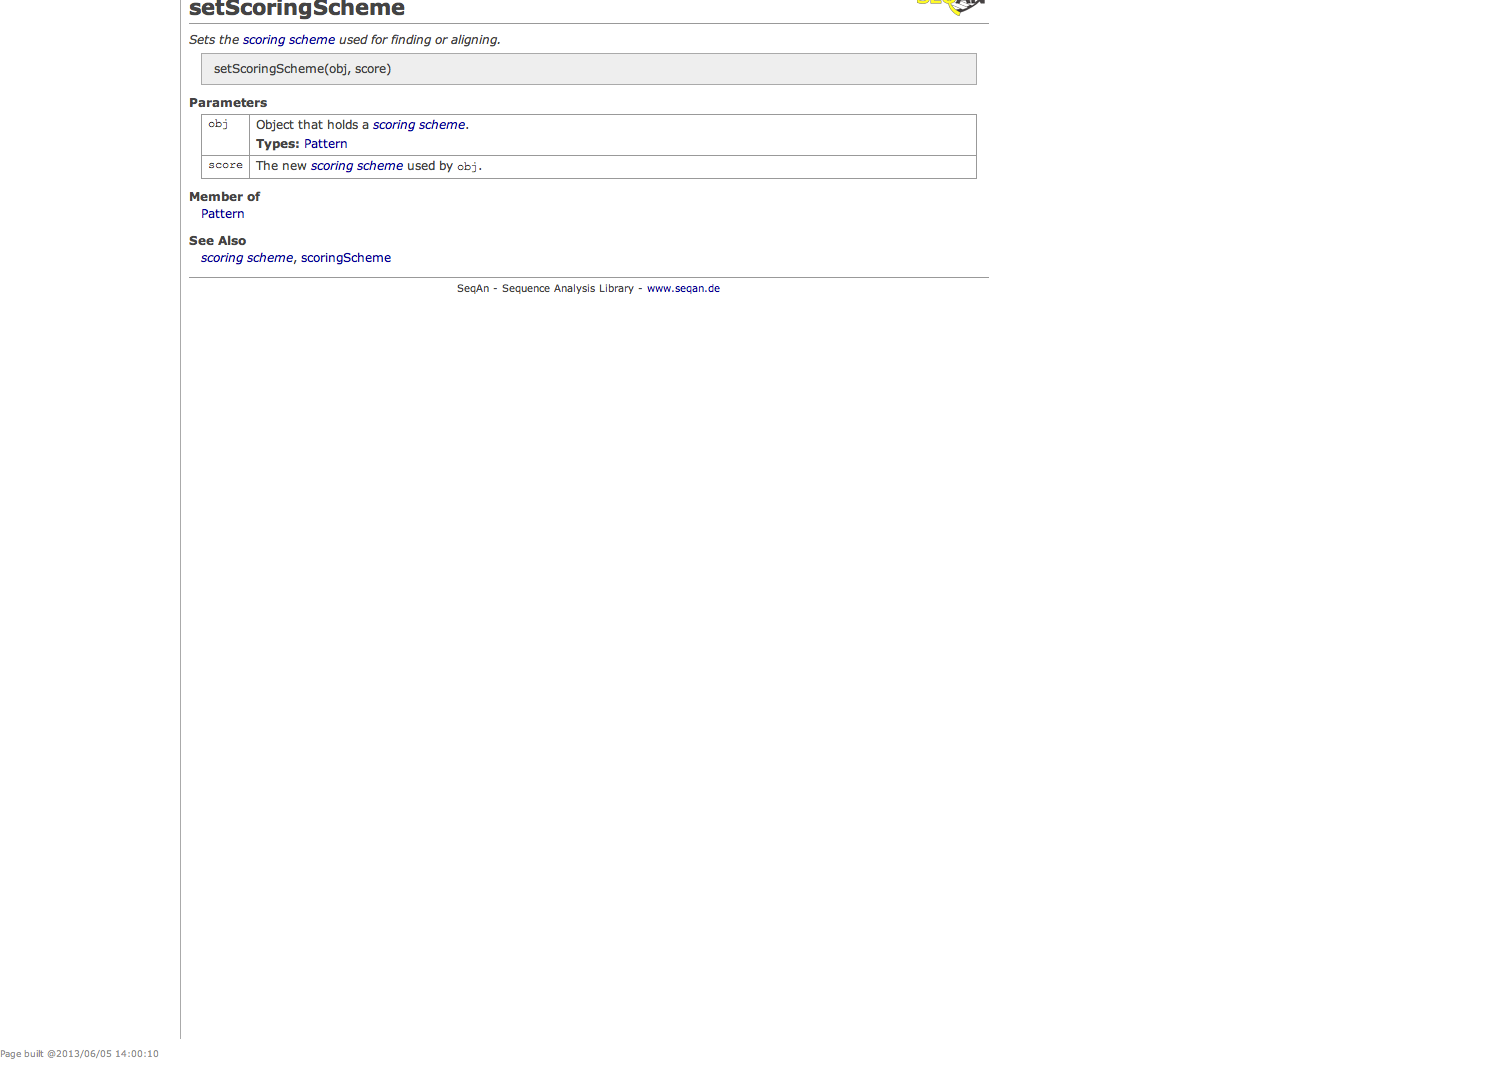 setScoringScheme
SEQAN
Sets the scoring scheme used for finding or aligning.
setScoringScheme(obj, score)
Parameters
obj Object that holds a scoring scheme.
Types: Pattern
score The new scoring scheme used by obj.
Member of
Pattern
See Also
scoring scheme, scoringScheme
SeqAn - Sequence Analysis Library - www.seqan.de
Page built @2013/06/05 14:00:10